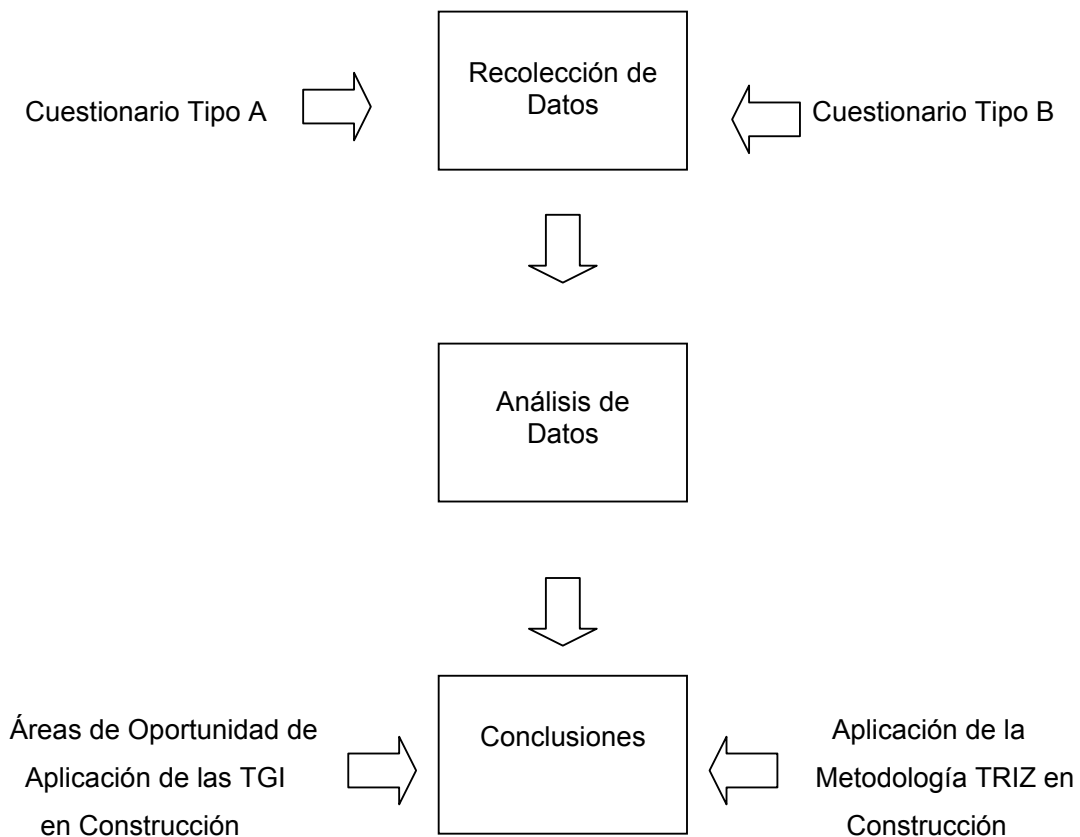 Recolección de
Datos
Cuestionario Tipo A
Cuestionario Tipo B
Análisis de
Datos
Conclusiones
Áreas de Oportunidad de
Aplicación de las TGI
en Construcción
Aplicación de la
Metodología TRIZ en
Construcción